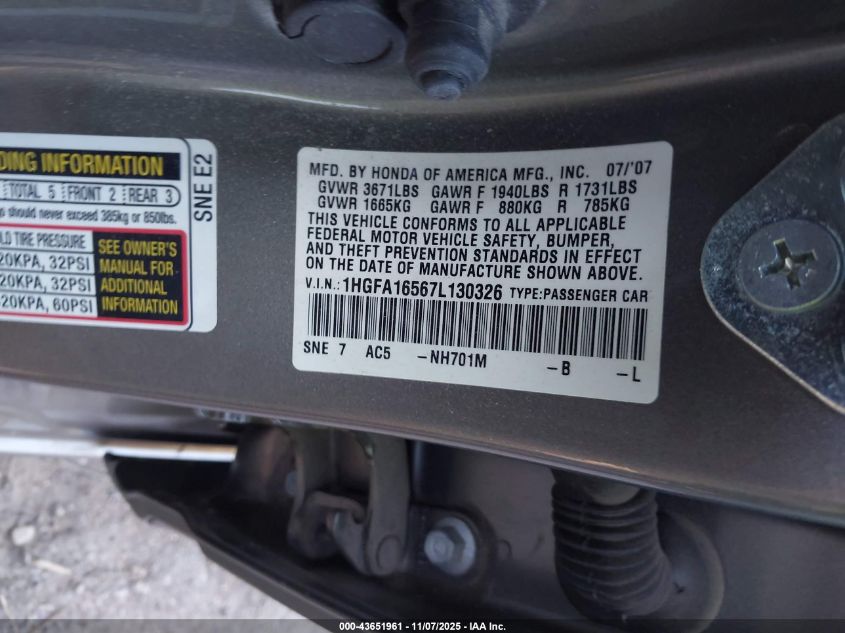 DING INFORMATION
TOTAL 5 FRONT 2 REAR 3
should never exceed 385kg or 850lbs.
LD TIRE PRESSURE
20KPA, 32PSI
20KPA, 32PSI
20KPA, 60PSI
SEE OWNER'S
MANUAL FOR
ADDITIONAL
INFORMATION
SNE E2
MFD. BY HONDA OF AMERICA MFG., INC. 07/'07
GVWR 3671LBS GAWR F 1940LBS R 1731LBS
GVWR 1665KG GAWR F 880KG R 785KG
THIS VEHICLE CONFORMS TO ALL APPLICABLE
FEDERAL MOTOR VEHICLE SAFETY, BUMPER,
AND THEFT PREVENTION STANDARDS IN EFFECT
ON THE DATE OF MANUFACTURE SHOWN ABOVE.
V.I.N.: 1HGFA16567L130326 TYPE:PASSENGER CAR
SNE 7 AC5 -NH701M -B -L
000-43651961 - 11/07/2025 - IAA Inc.